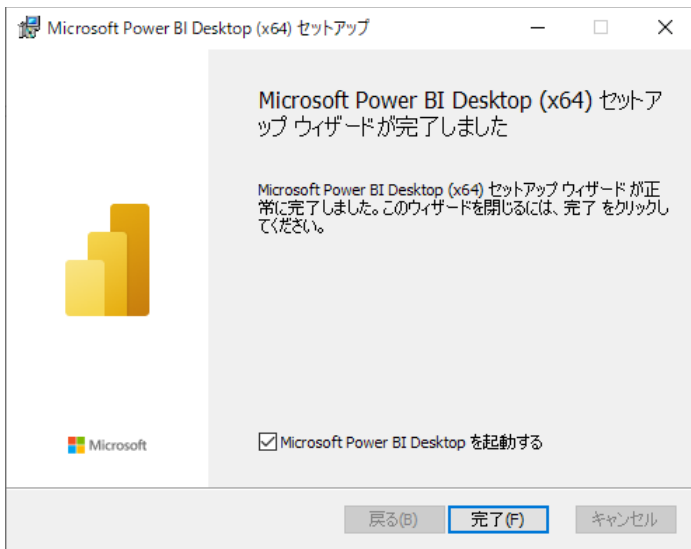 Microsoft Power BI Desktop (x64) セットアップ
Microsoft Power BI Desktop (x64) セットア
ップ ウィザードが完了しました
Microsoft Power BI Desktop (x64) セットアップ ウィザード が正
常に完了しました。このウィザードを閉じるには、完了 をクリックし
てください。
Microsoft
Microsoft Power BI Desktop を起動する
戻る(B) 完了(F) キャンセル